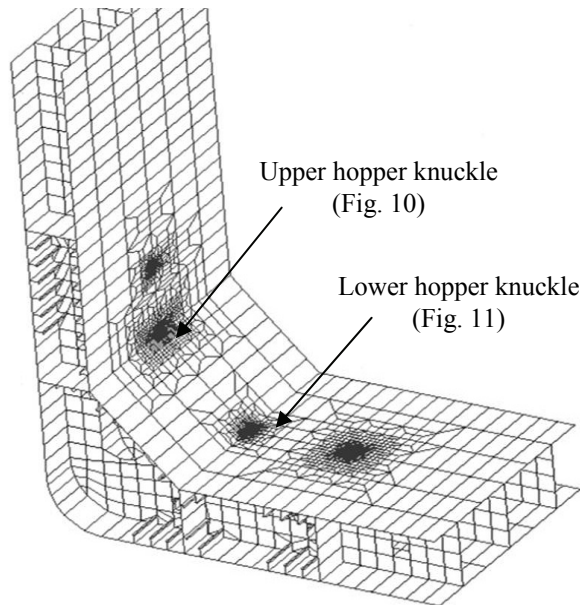 Upper hopper knuckle
(Fig. 10)
Lower hopper knuckle
(Fig. 11)